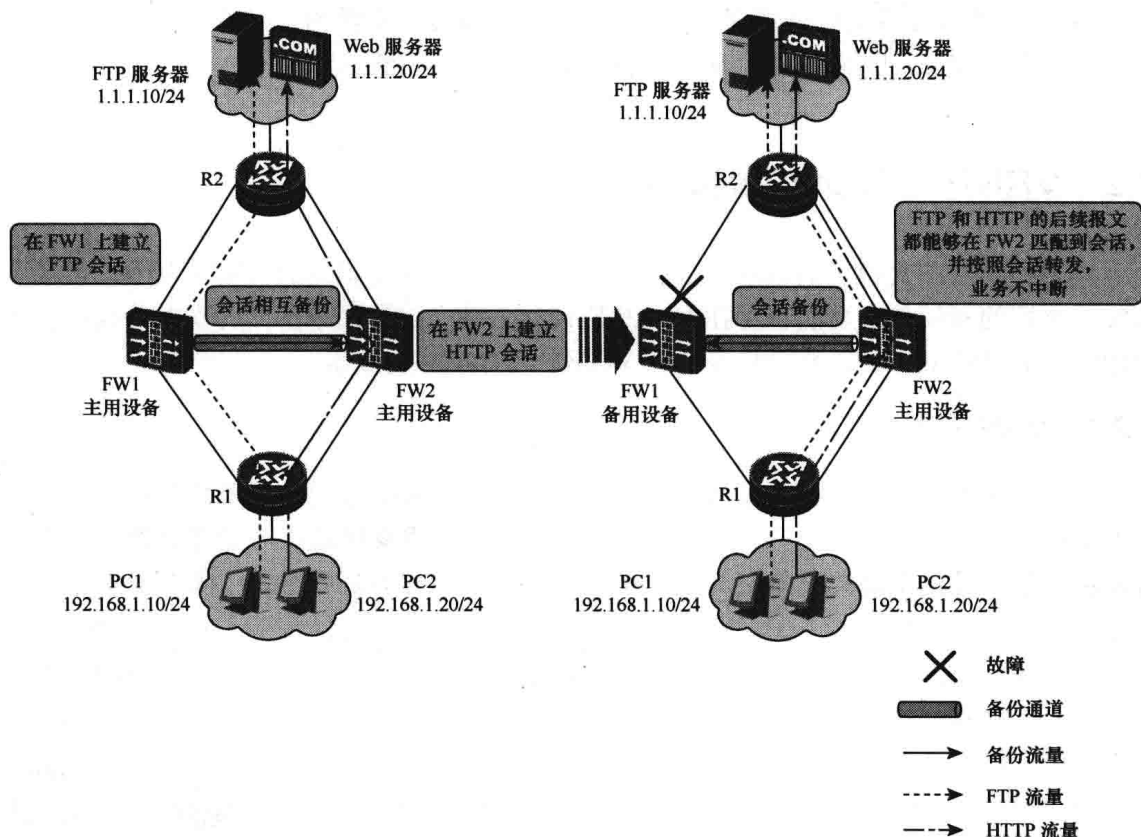 .COM
Web 服务器
1.1.1.20/24
FTP 服务器
1.1.1.10/24
R2
在 FW1 上建立
FTP 会话
会话相互备份
在 FW2 上建立
HTTP 会话
FW1
主用设备
FW2
主用设备
R1
PC1
192.168.1.10/24
PC2
192.168.1.20/24
.COM
Web 服务器
1.1.1.20/24
FTP 服务器
1.1.1.10/24
R2
FTP 和 HTTP 的后续报文
都能够在 FW2 匹配到会话，
并按照会话转发，
业务不中断
会话备份
FW1
备用设备
FW2
主用设备
R1
PC1
192.168.1.10/24
PC2
192.168.1.20/24
故障
备份通道
备份流量
FTP 流量
HTTP 流量